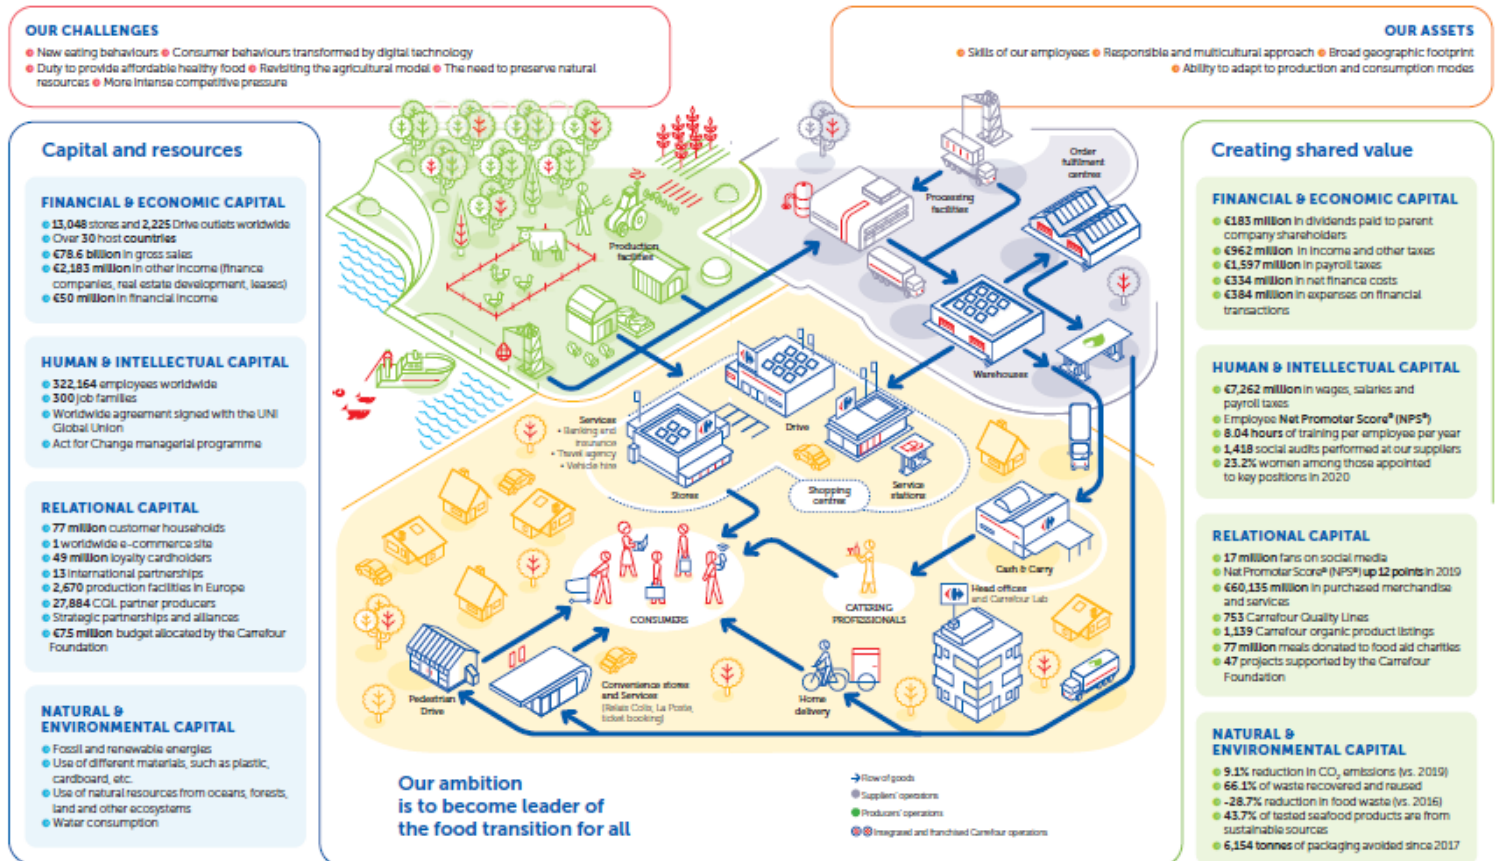 OUR CHALLENGES
New eating behaviours Consumer behaviours transformed by digital technology
Duty to provide affordable healthy food Revisiting the agricultural model The need to preserve natural
resources More intense competitive pressure
OUR ASSETS
Skills of our employees Responsible and multicultural approach Broad geographic footprint
Ability to adapt to production and consumption modes
Capital and resources
FINANCIAL & ECONOMIC CAPITAL
13,048 stores and 2,225 Drive outlets worldwide
Over 30 host countries
€78.6 billion in gross sales
€2,183 million in other income (finance
companies, real estate development, leases)
€50 million in financial income
HUMAN & INTELLECTUAL CAPITAL
322,164 employees worldwide
300 job families
Worldwide agreement signed with the UNI
Global Union
Act for Change managerial programme
RELATIONAL CAPITAL
77 million customer households
1 worldwide e-commerce site
49 million loyalty cardholders
13 international partnerships
2,670 production facilities in Europe
27,884 CQL partner producers
Strategic partnerships and alliances
€7.5 million budget allocated by the Carrefour
Foundation
NATURAL &
ENVIRONMENTAL CAPITAL
Fossil and renewable energies
Use of different materials, such as plastic,
cardboard, etc.
Use of natural resources from oceans, forests,
land and other ecosystems
Water consumption
Production
facilities
Processing
facilities
Order
fulfilment
centres
Warehouses
Services
• Banking and
insurance
• Travel agency
• Vehicle hire
Stores
Drive
Shopping
centres
Service
stations
Cash & Carry
CONSUMERS
CATERING
PROFESSIONALS
Head offices
and Carrefour Lab
Pedestrian
Drive
Convenience stores
and Services
(Relais Colis, La Poste,
ticket booking)
Home
delivery
Our ambition
is to become leader of
the food transition for all
Flow of goods
Suppliers' operations
Producers' operations
Integrated and franchised Carrefour operations
Creating shared value
FINANCIAL & ECONOMIC CAPITAL
€183 million in dividends paid to parent
company shareholders
€962 million in income and other taxes
€1,597 million in payroll taxes
€334 million in net finance costs
€384 million in expenses on financial
transactions
HUMAN & INTELLECTUAL CAPITAL
€7,262 million in wages, salaries and
payroll taxes
Employee Net Promoter Score® (NPS®)
8.04 hours of training per employee per year
1,418 social audits performed at our suppliers
23.2% women among those appointed
to key positions in 2020
RELATIONAL CAPITAL
17 million fans on social media
Net Promoter Score® (NPS®) up 12 points in 2019
€60,135 million in purchased merchandise
and services
753 Carrefour Quality Lines
1,139 Carrefour organic product listings
77 million meals donated to food aid charities
47 projects supported by the Carrefour
Foundation
NATURAL &
ENVIRONMENTAL CAPITAL
9.1% reduction in CO₂ emissions (vs. 2019)
66.1% of waste recovered and reused
-28.7% reduction in food waste (vs. 2016)
43.7% of tested seafood products are from
sustainable sources
6,154 tonnes of packaging avoided since 2017